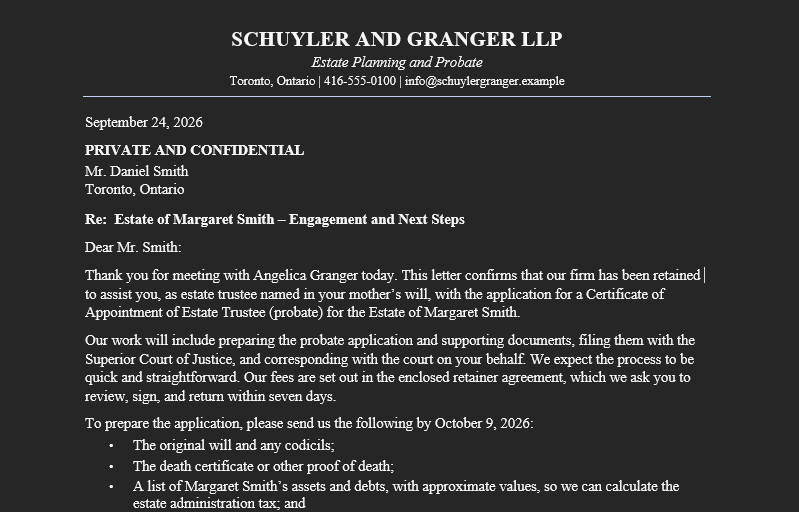 SCHUYLER AND GRANGER LLP
Estate Planning and Probate
Toronto, Ontario | 416-555-0100 | info@schuylergranger.example
September 24, 2026
PRIVATE AND CONFIDENTIAL
Mr. Daniel Smith
Toronto, Ontario
Re:  Estate of Margaret Smith – Engagement and Next Steps
Dear Mr. Smith:
Thank you for meeting with Angelica Granger today. This letter confirms that our firm has been retained
to assist you, as estate trustee named in your mother’s will, with the application for a Certificate of
Appointment of Estate Trustee (probate) for the Estate of Margaret Smith.
Our work will include preparing the probate application and supporting documents, filing them with the
Superior Court of Justice, and corresponding with the court on your behalf. We expect the process to be
quick and straightforward. Our fees are set out in the enclosed retainer agreement, which we ask you to
review, sign, and return within seven days.
To prepare the application, please send us the following by October 9, 2026:
• The original will and any codicils;
• The death certificate or other proof of death;
• A list of Margaret Smith’s assets and debts, with approximate values, so we can calculate the
estate administration tax; and